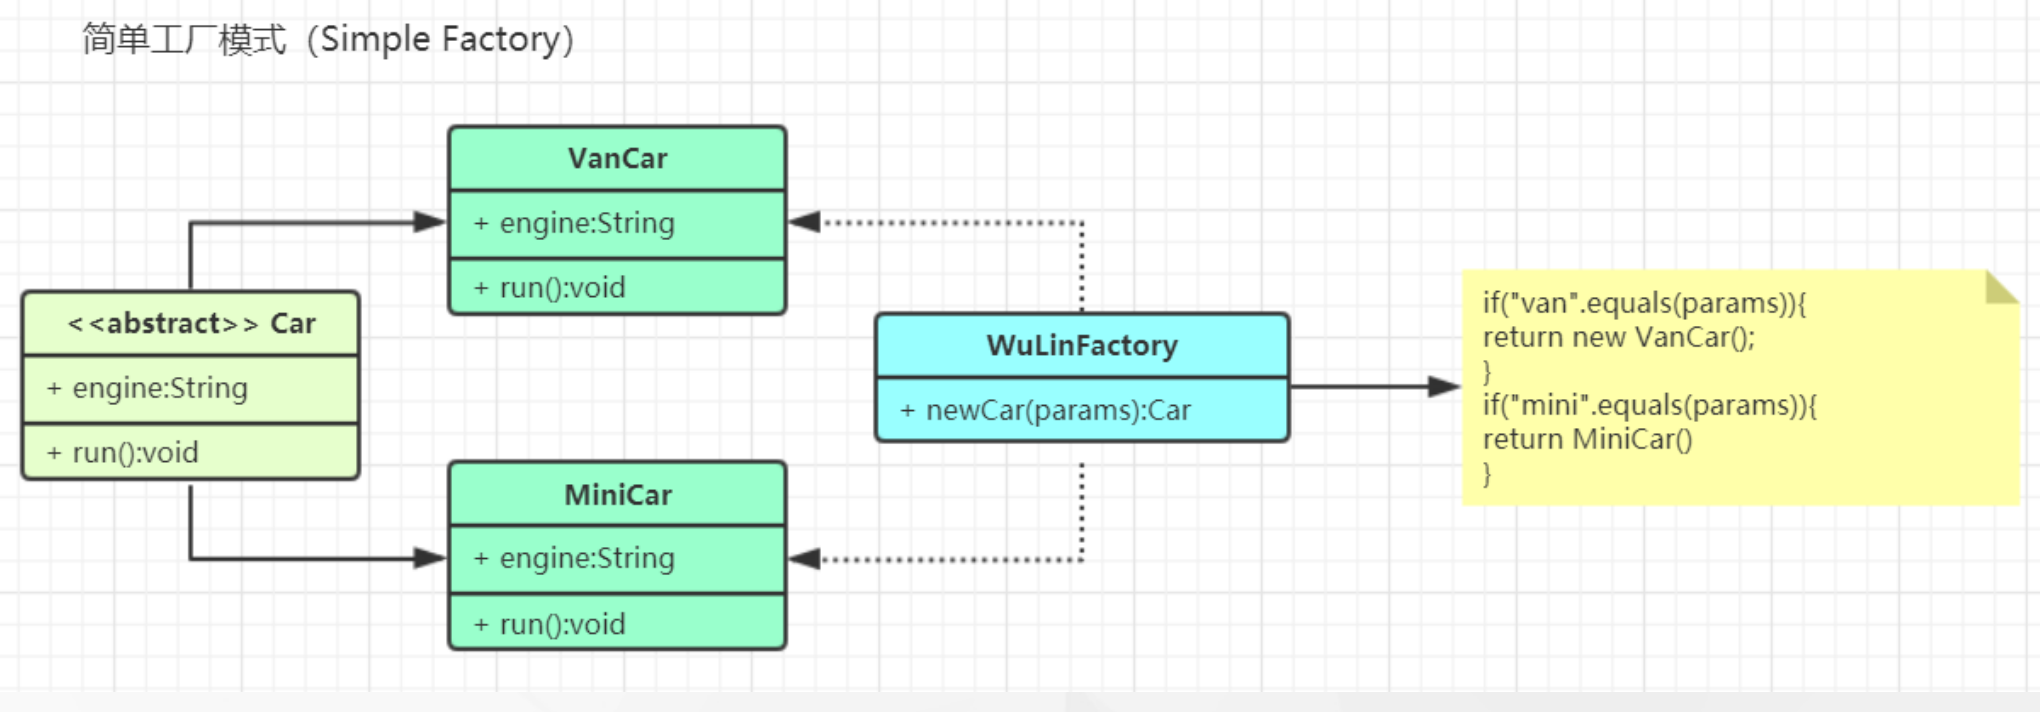 简单工厂模式（Simple Factory）
VanCar
+ engine:String
+ run():void
<<abstract>> Car
+ engine:String
+ run():void
MiniCar
+ engine:String
+ run():void
WuLinFactory
+ newCar(params):Car
if("van".equals(params)){
return new VanCar();
}
if("mini".equals(params)){
return MiniCar()
}